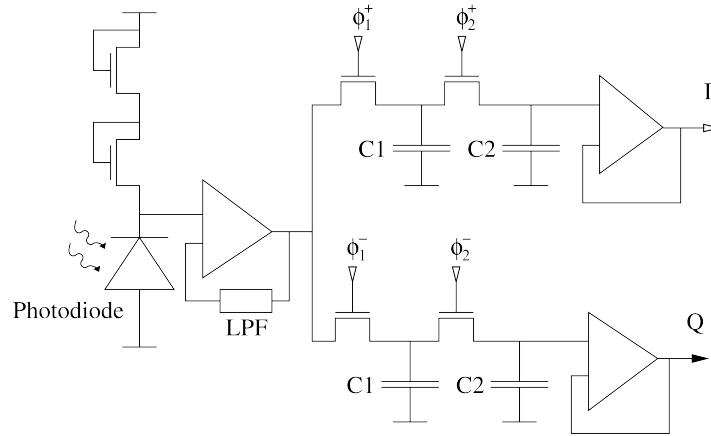 ϕ₁⁺ ϕ₂⁺
I
C1 C2
ϕ₁⁻ ϕ₂⁻
Photodiode
LPF
Q
C1 C2